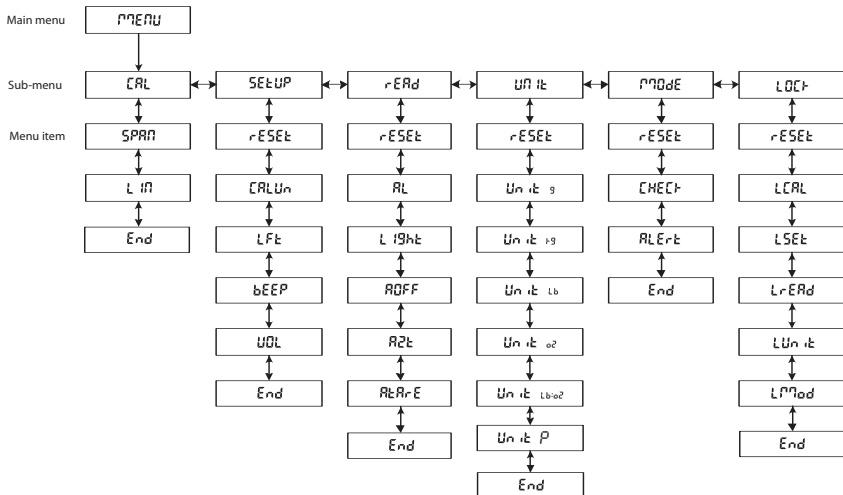 Main menu MENU
Sub-menu CAL SEtUP rEAd UNit MOdE LOCk
Menu item SPAN rESEt rESEt rESEt rESEt rESEt
LIN CALUn AL Unit g CHECk LCAL
End LFt LIght Unit kg ALErt LSEt
bEEP AOFF Unit Lb End LrEAd
VOL AZt Unit oZ LUnit
End AtArE Unit Lb:oZ LMod
End Unit P End
End